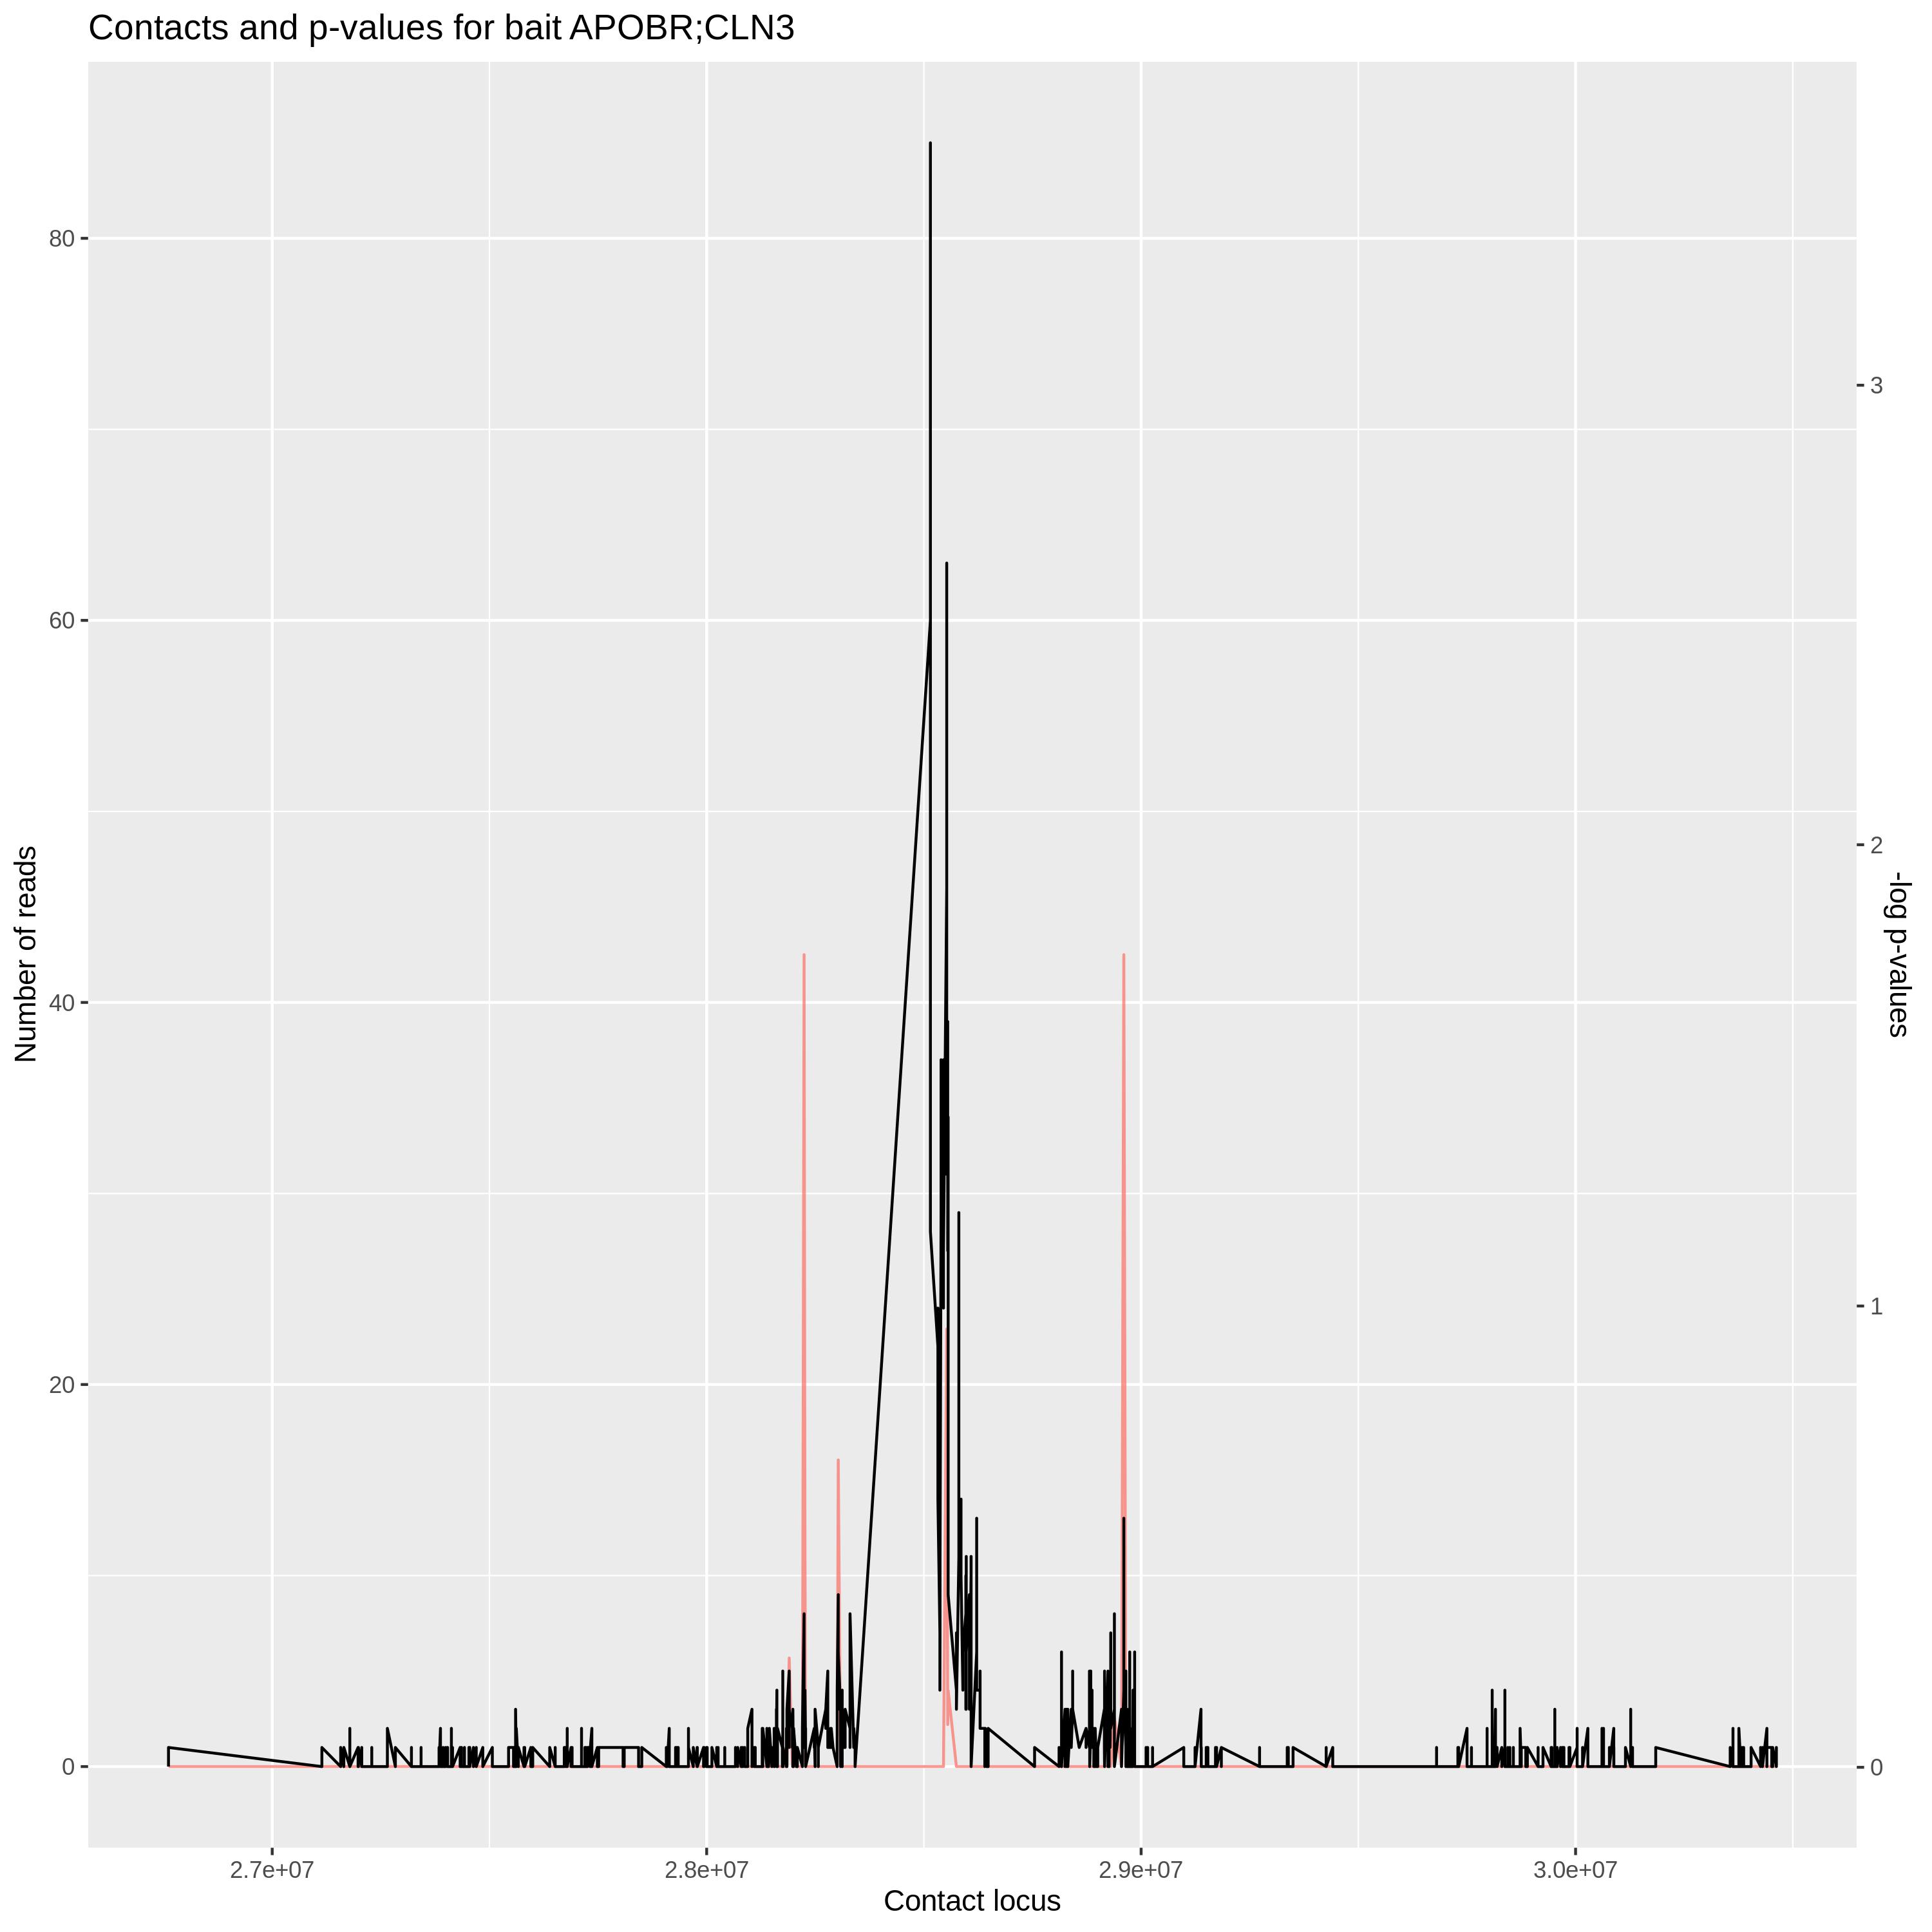 Contacts and p-values for bait APOBR;CLN3
80
60
40
20
0
Number of reads
3
2
1
0
-log p-values
2.7e+07 2.8e+07 2.9e+07 3.0e+07
Contact locus